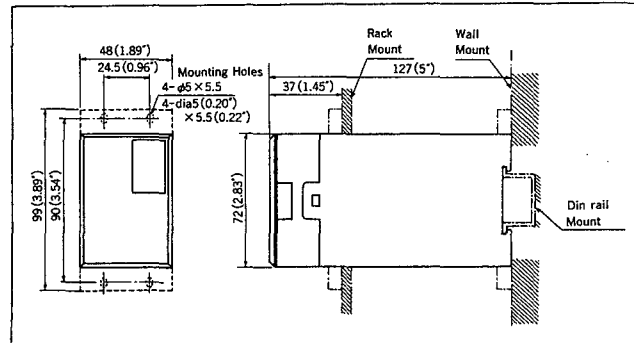 48 (1.89")
24.5 (0.96")
Mounting Holes
4-φ5×5.5
4-dia5(0.20")
×5.5(0.22")
99 (3.89")
90 (3.54")
Rack
Mount
Wall
Mount
127 (5")
37 (1.45")
72 (2.83")
Din rail
Mount